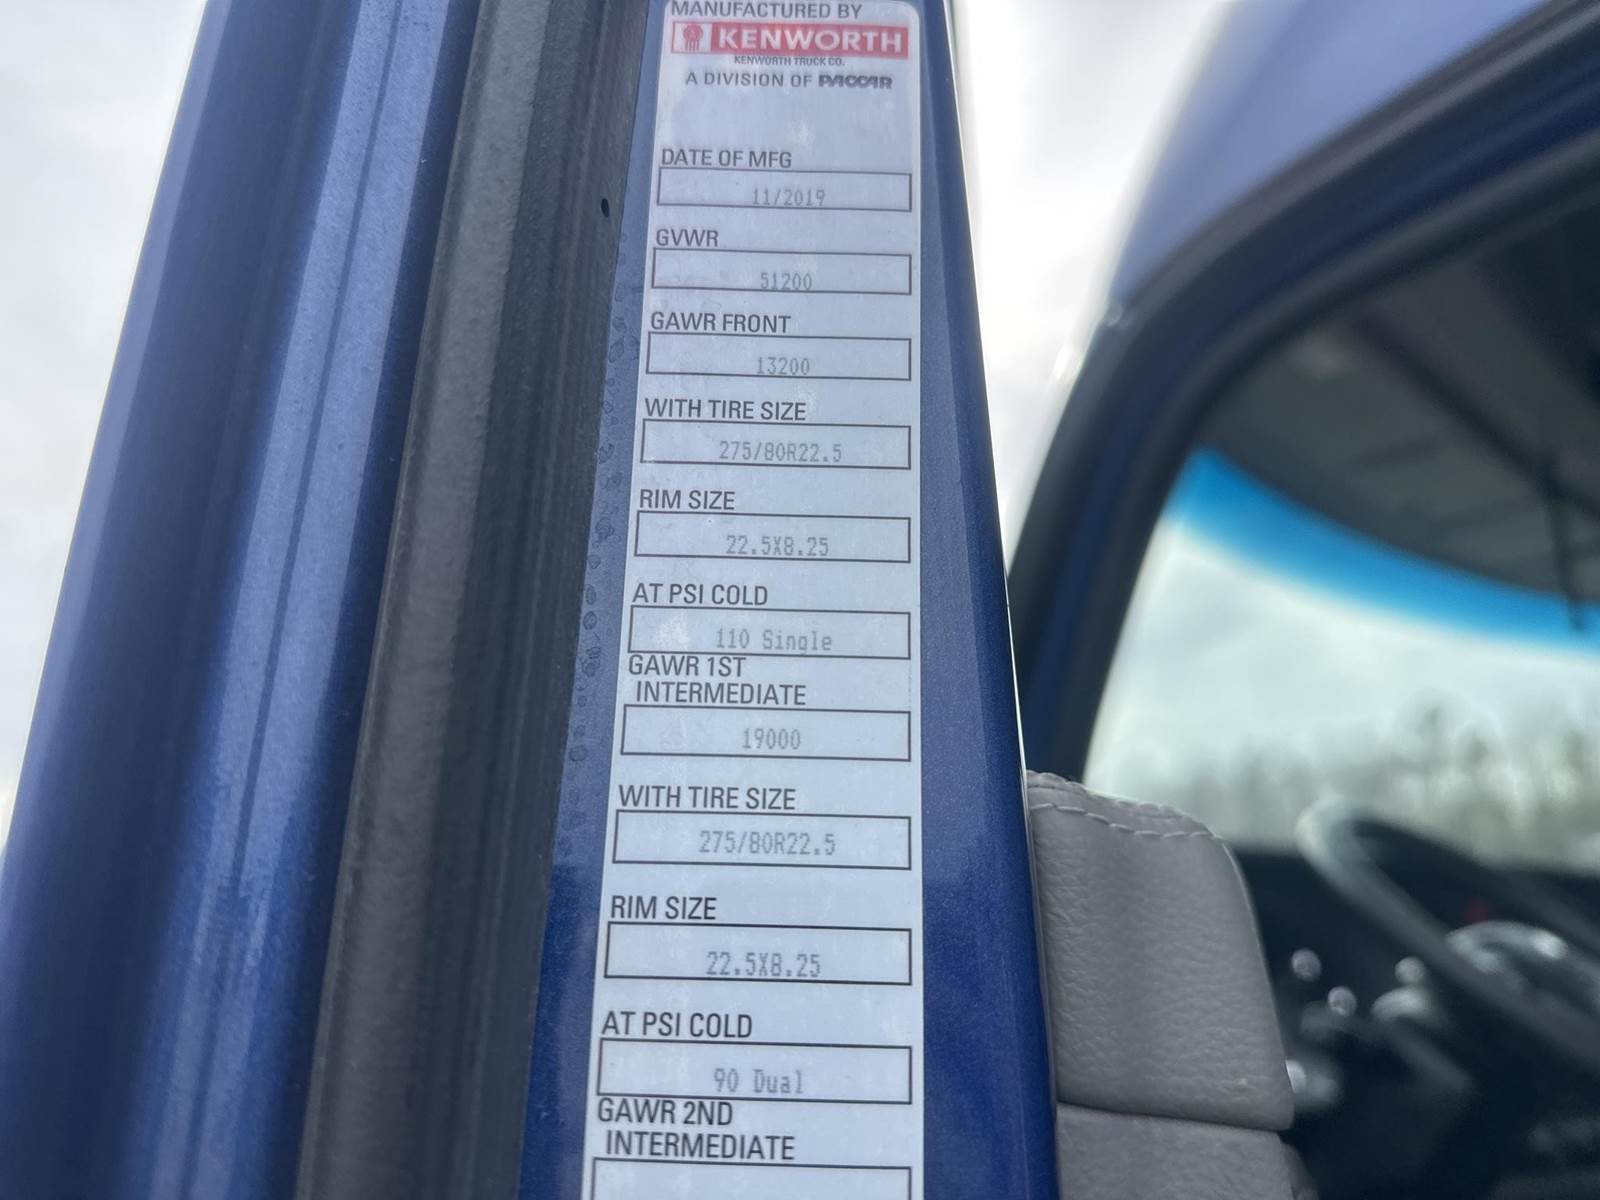 MANUFACTURED BY
KENWORTH
KENWORTH TRUCK CO.
A DIVISION OF PACCAR
DATE OF MFG
11/2019
GVWR
51200
GAWR FRONT
13200
WITH TIRE SIZE
275/80R22.5
RIM SIZE
22.5X8.25
AT PSI COLD
110 Single
GAWR 1ST
INTERMEDIATE
19000
WITH TIRE SIZE
275/80R22.5
RIM SIZE
22.5X8.25
AT PSI COLD
90 Dual
GAWR 2ND
INTERMEDIATE